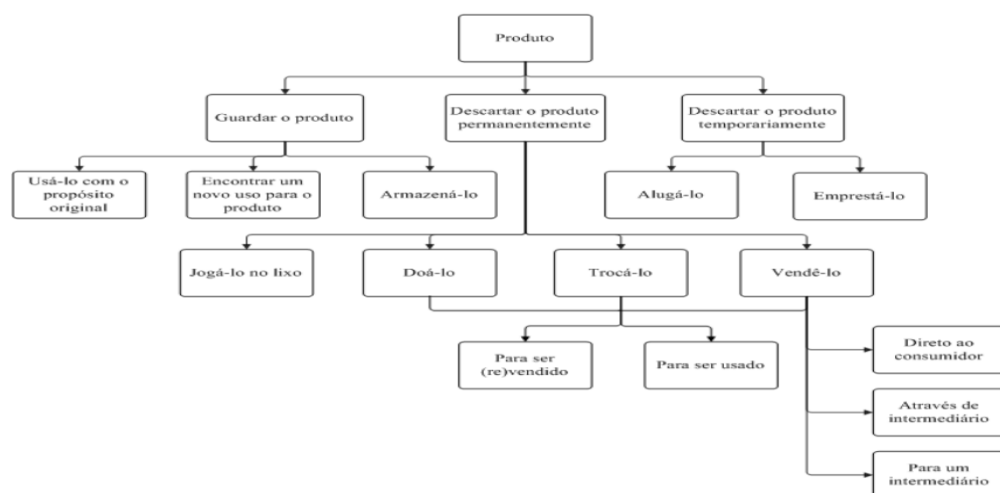 Produto
Guardar o produto
Descartar o produto
permanentemente
Descartar o produto
temporariamente
Usá-lo com o
propósito
original
Encontrar um
novo uso para o
produto
Armazená-lo
Alugá-lo
Emprestá-lo
Jogá-lo no lixo
Doá-lo
Trocá-lo
Vendê-lo
Para ser
(re)vendido
Para ser usado
Direto ao
consumidor
Através de
intermediário
Para um
intermediário